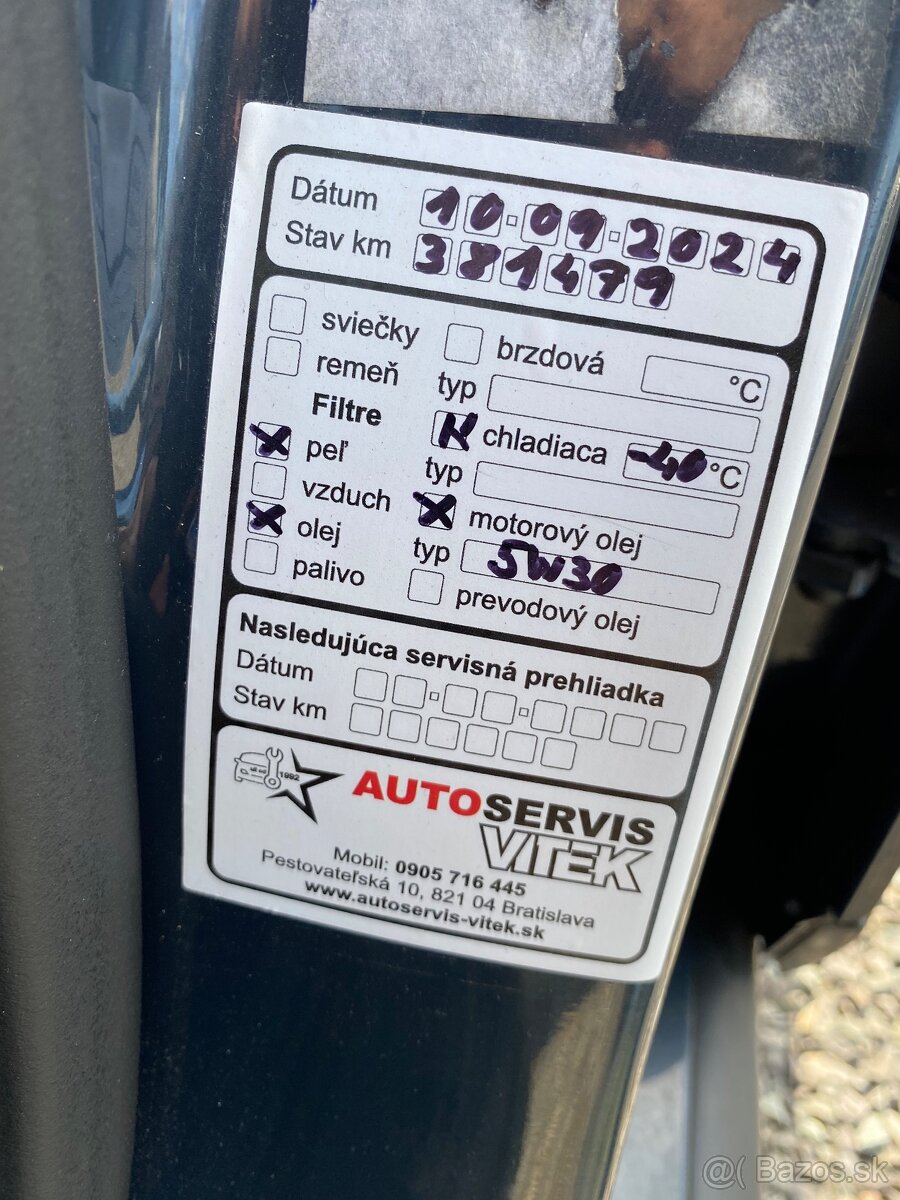 Dátum 10.09.2024
Stav km 381479
sviečky
remeň
Filtre
peľ
vzduch
olej
palivo
brzdová °C
typ
chladiaca -40 °C
typ
motorový olej
typ 5W30
prevodový olej
Nasledujúca servisná prehliadka
Dátum
Stav km
1992
AUTOSERVIS
VITEK
Mobil: 0905 716 445
Pestovateľská 10, 821 04 Bratislava
www.autoservis-vitek.sk
@( Bazos.sk